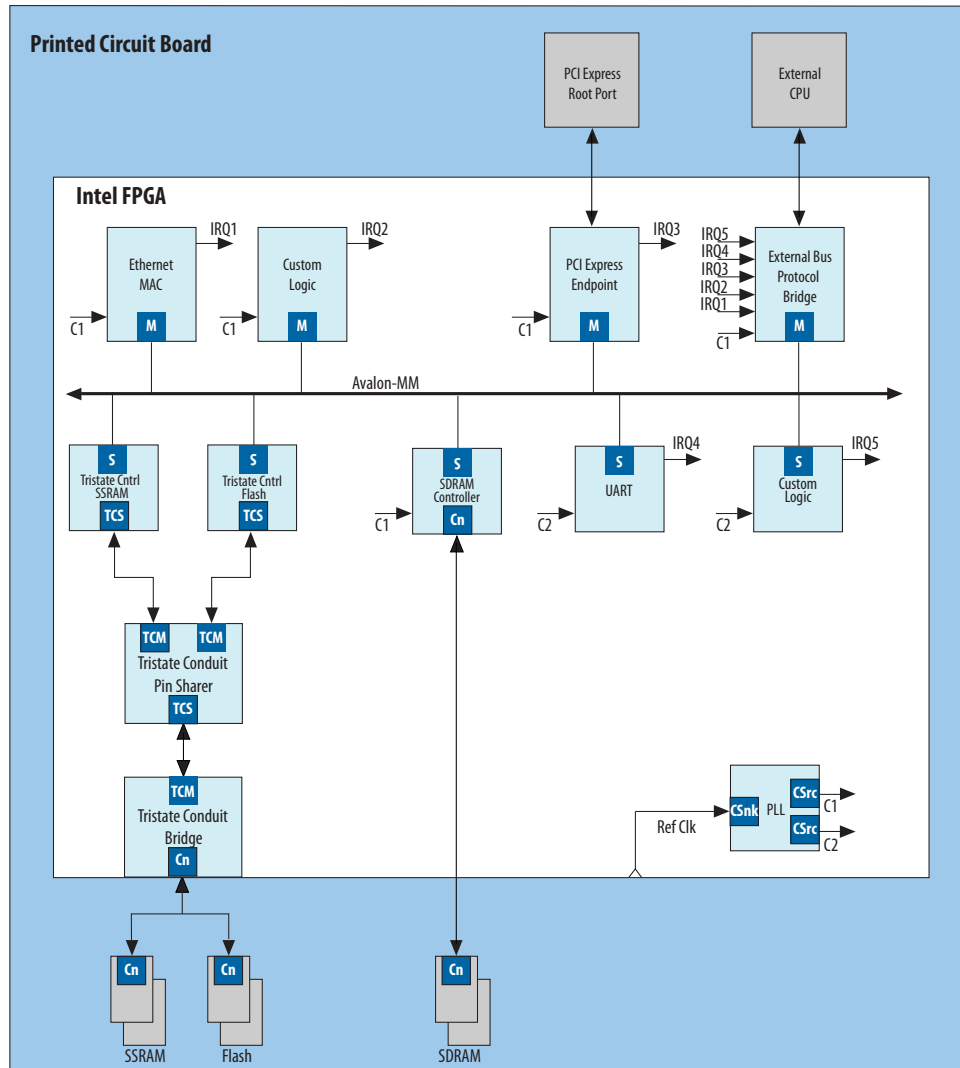 Printed Circuit Board
PCI Express
Root Port
External
CPU
Intel FPGA
IRQ1
Ethernet
MAC
C1
M
IRQ2
Custom
Logic
C1
M
IRQ3
PCI Express
Endpoint
C1
M
IRQ5
IRQ4
IRQ3
IRQ2
IRQ1
C1
External Bus
Protocol
Bridge
M
Avalon-MM
S
Tristate Cntrl
SSRAM
TCS
S
Tristate Cntrl
Flash
TCS
S
SDRAM
Controller
C1
Cn
S
IRQ4
UART
C2
S
IRQ5
Custom
Logic
C2
TCM
TCM
Tristate Conduit
Pin Sharer
TCS
TCM
Tristate Conduit
Bridge
Cn
Ref Clk
CSnk
PLL
CSrc
C1
CSrc
C2
Cn
Cn
Cn
SSRAM
Flash
SDRAM